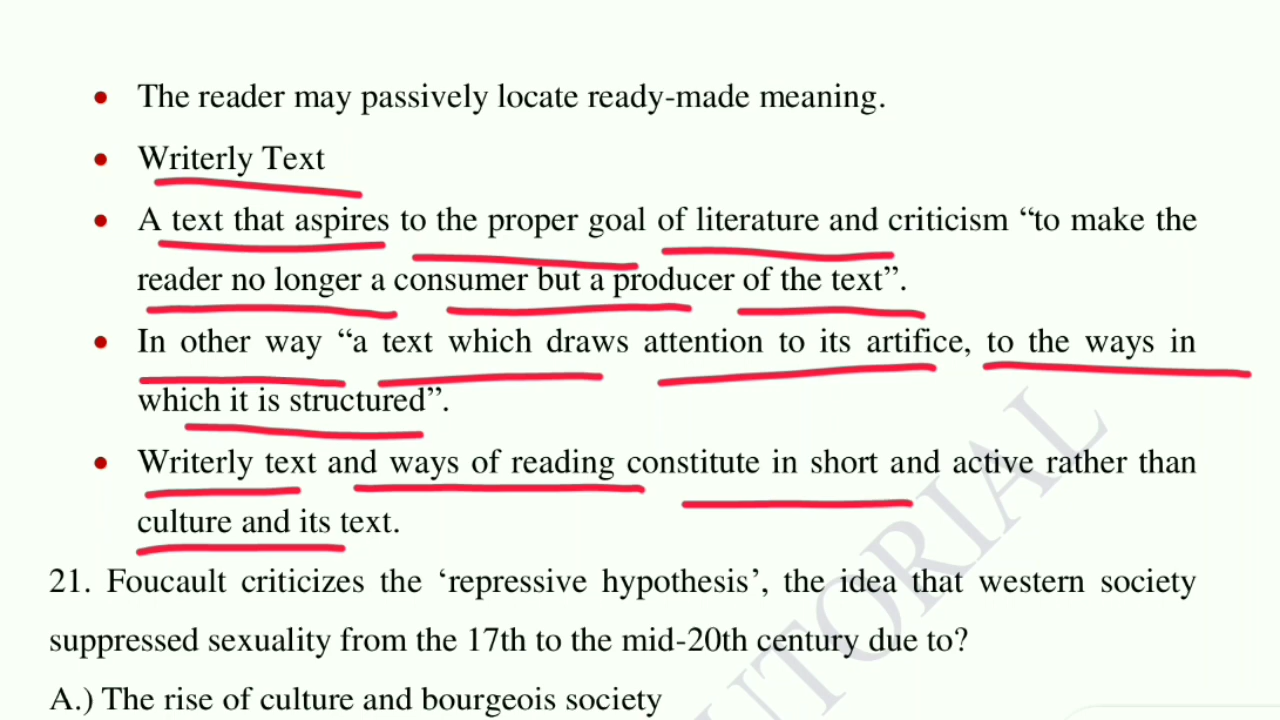 • The reader may passively locate ready-made meaning.
• Writerly Text
• A text that aspires to the proper goal of literature and criticism “to make the
reader no longer a consumer but a producer of the text”.
• In other way “a text which draws attention to its artifice, to the ways in
which it is structured”.
• Writerly text and ways of reading constitute in short and active rather than
culture and its text.
21. Foucault criticizes the ‘repressive hypothesis’, the idea that western society
suppressed sexuality from the 17th to the mid-20th century due to?
A.) The rise of culture and bourgeois society
UTORIAL